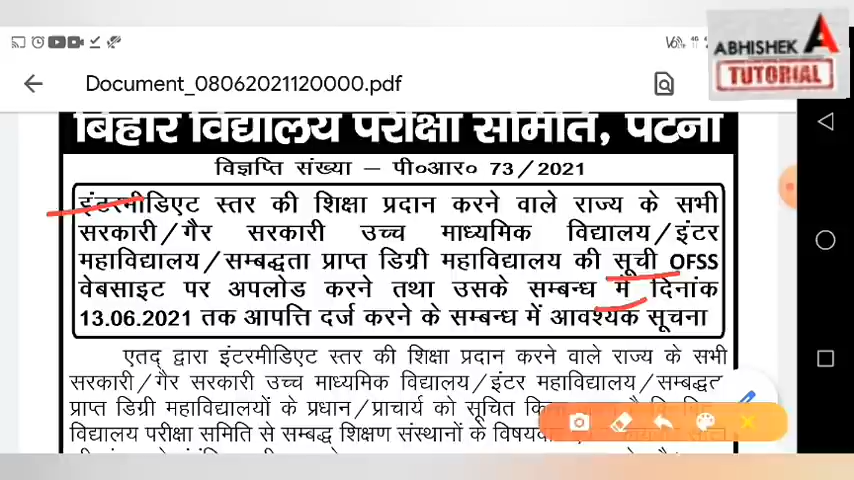 ABHISHEK
TUTORIAL
Document_08062021120000.pdf
बिहार विद्यालय परीक्षा समिति, पटना
विज्ञप्ति संख्या – पी०आर० 73/2021
इंटरमीडिएट स्तर की शिक्षा प्रदान करने वाले राज्य के सभी
सरकारी/गैर सरकारी उच्च माध्यमिक विद्यालय/इंटर
महाविद्यालय/सम्बद्धता प्राप्त डिग्री महाविद्यालय की सूची OFSS
वेबसाइट पर अपलोड करने तथा उसके सम्बन्ध में दिनांक
13.06.2021 तक आपत्ति दर्ज करने के सम्बन्ध में आवश्यक सूचना
एतद् द्वारा इंटरमीडिएट स्तर की शिक्षा प्रदान करने वाले राज्य के सभी
सरकारी/गैर सरकारी उच्च माध्यमिक विद्यालय/इंटर महाविद्यालय/सम्बद्धता
प्राप्त डिग्री महाविद्यालयों के प्रधान/प्राचार्य को सूचित
विद्यालय परीक्षा समिति से सम्बद्ध शिक्षण संस्थानों के